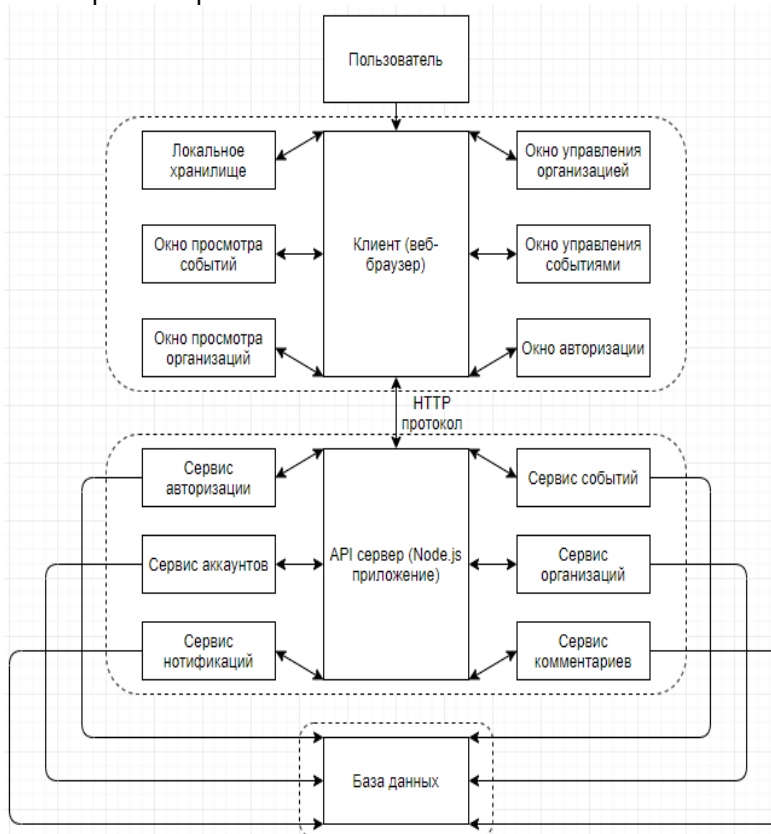 Пользователь
Локальное
хранилище
Окно управления
организацией
Окно просмотра
событий
Клиент (веб-
браузер)
Окно управления
событиями
Окно просмотра
организаций
Окно авторизации
HTTP
протокол
Сервис
авторизации
Сервис событий
Сервис аккаунтов
API сервер (Node.js
приложение)
Сервис
организаций
Сервис
нотификаций
Сервис
комментариев
База данных